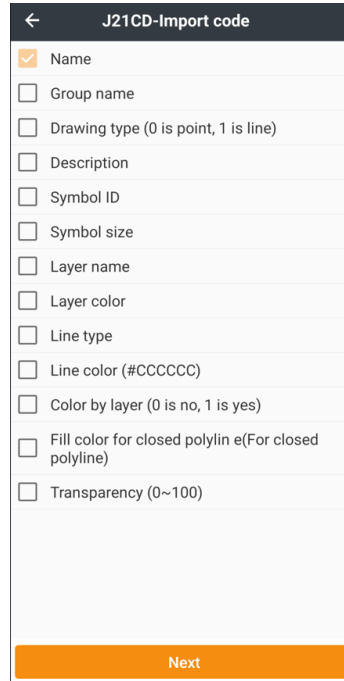 J21CD-Import code
Name
Group name
Drawing type (0 is point, 1 is line)
Description
Symbol ID
Symbol size
Layer name
Layer color
Line type
Line color (#CCCCCC)
Color by layer (0 is no, 1 is yes)
Fill color for closed polylin e(For closed
polyline)
Transparency (0~100)
Next